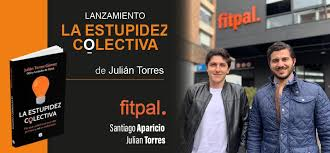 LANZAMIENTO
LA ESTUPIDEZ
COLECTIVA
de Julián Torres
fitpal.
Santiago Aparicio
Julian Torres
fitpal.
LA ESTUPIDEZ
COLECTIVA